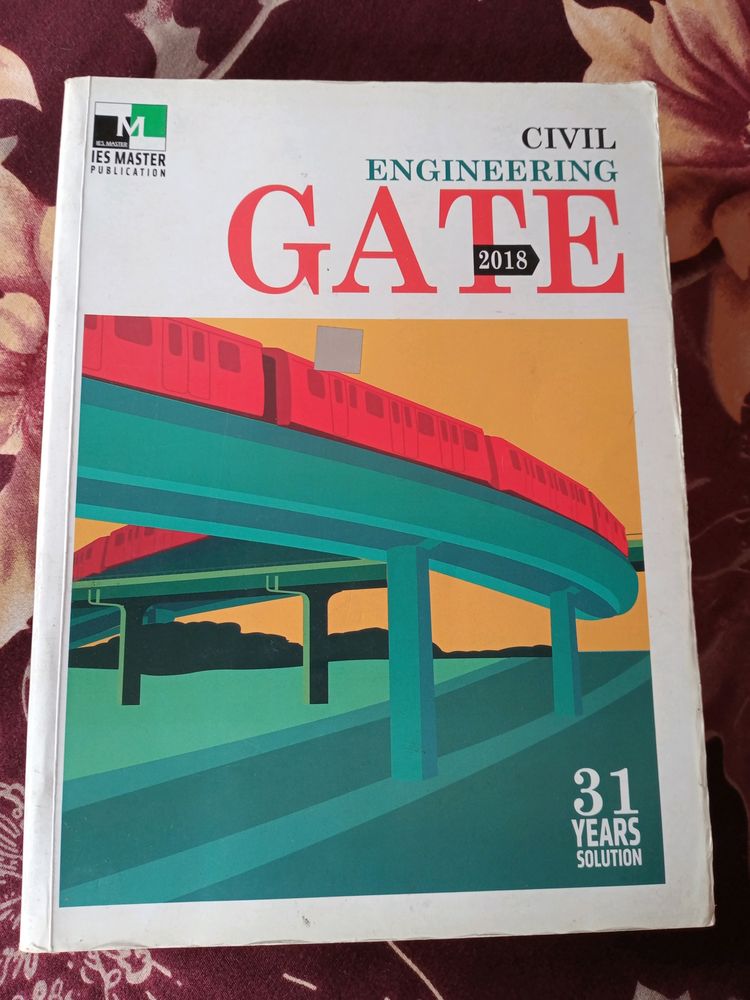 M
IES MASTER
IES MASTER
PUBLICATION
CIVIL
ENGINEERING
GATE
2018
31
YEARS
SOLUTION